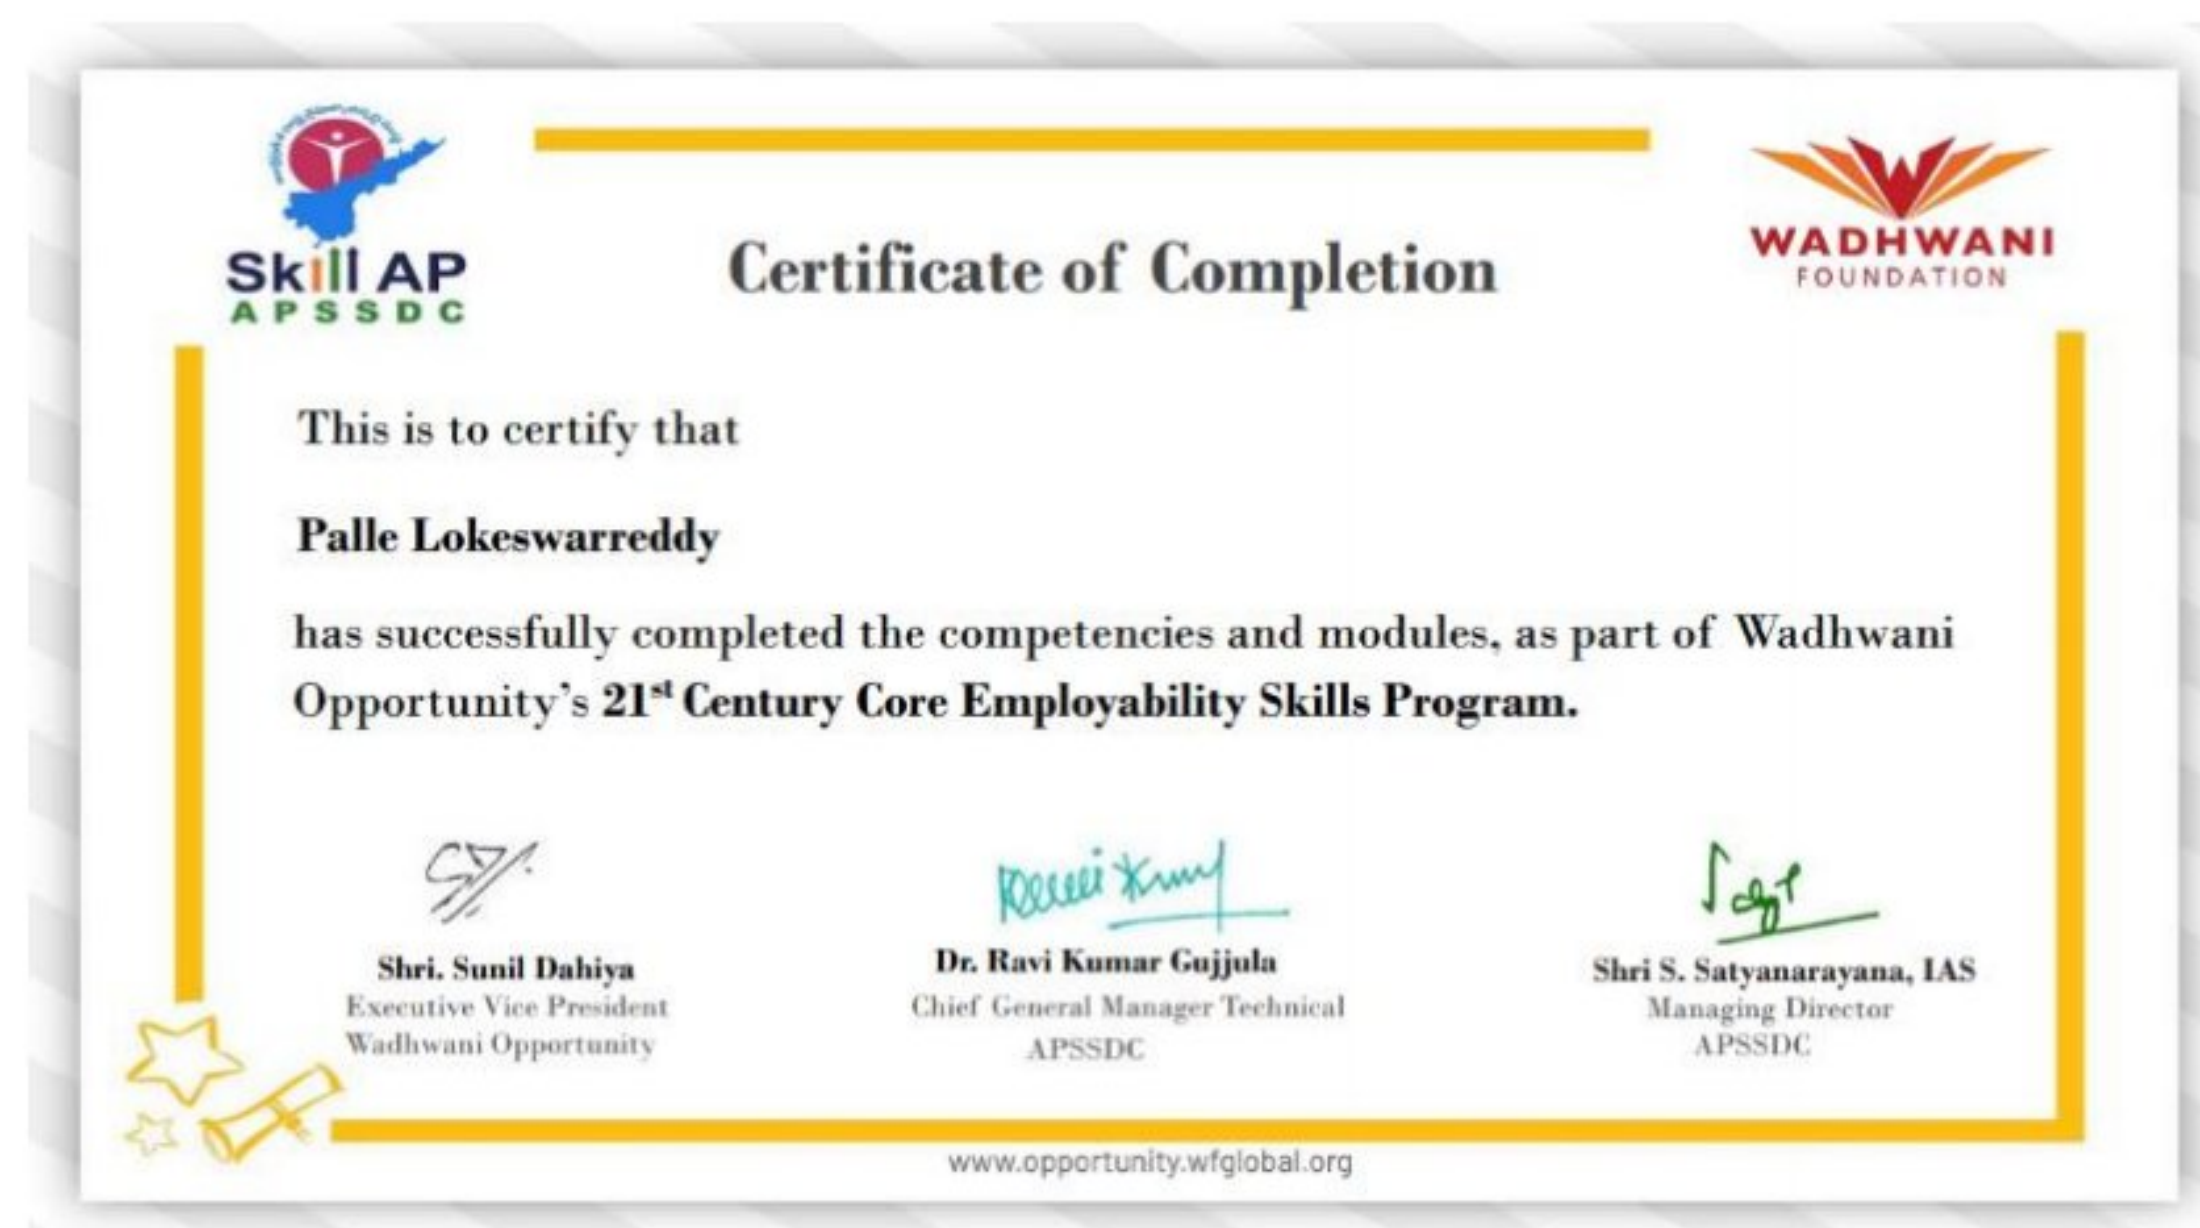 Skill AP
APSSDC
WADHWANI
FOUNDATION
Certificate of Completion
This is to certify that
Palle Lokeswarreddy
has successfully completed the competencies and modules, as part of Wadhwani
Opportunity's 21st Century Core Employability Skills Program.
Shri. Sunil Dahiya
Executive Vice President
Wadhwani Opportunity
Dr. Ravi Kumar Gujjula
Chief General Manager Technical
APSSDC
Shri S. Satyanarayana, IAS
Managing Director
APSSDC
www.opportunity.wfglobal.org